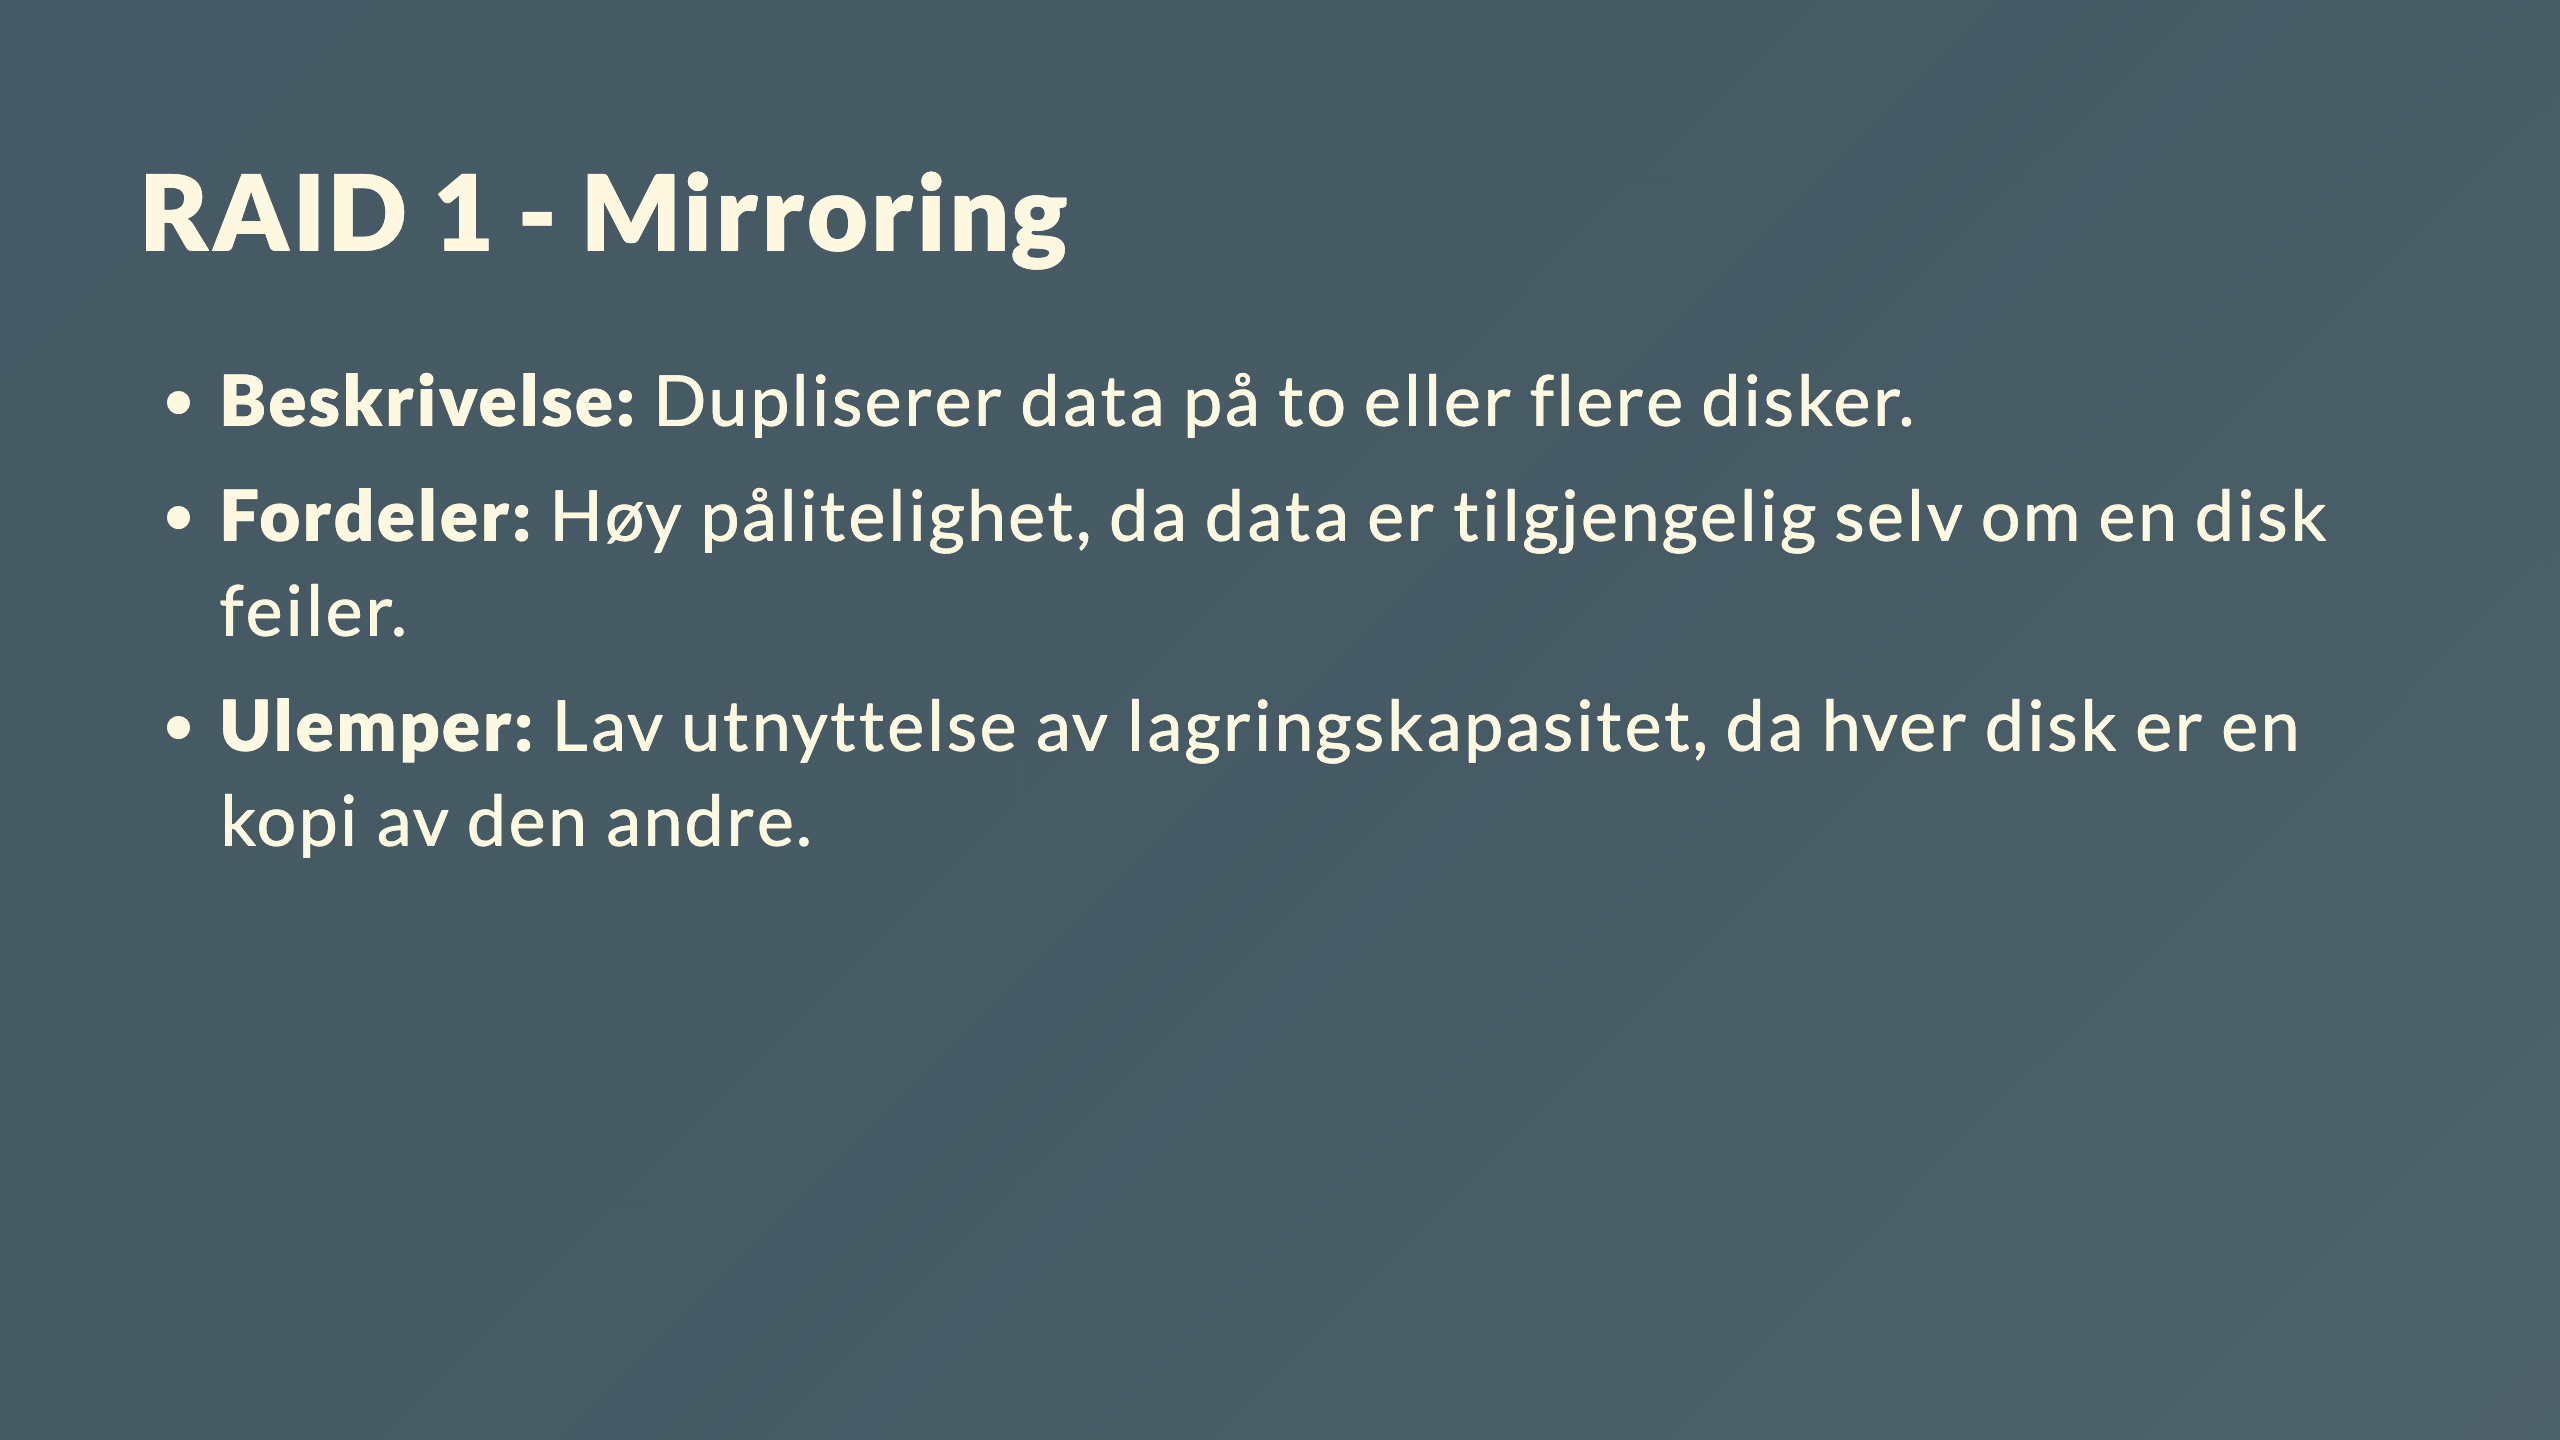 RAID 1 - Mirroring
• Beskrivelse: Dupliserer data på to eller flere disker.
• Fordeler: Høy pålitelighet, da data er tilgjengelig selv om en disk
feiler.
• Ulemper: Lav utnyttelse av lagringskapasitet, da hver disk er en
kopi av den andre.